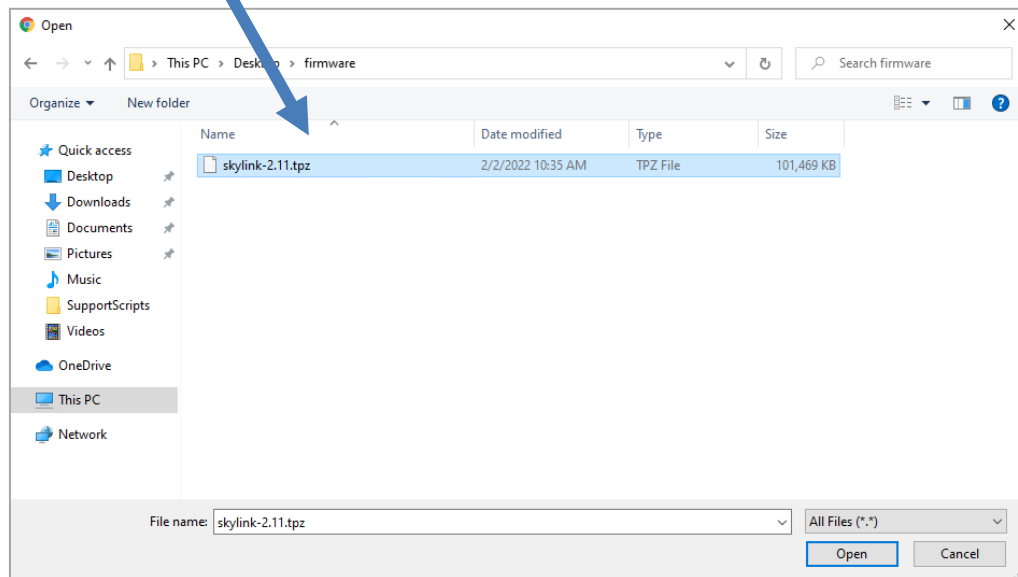 Open
This PC > Desktop > firmware
Search firmware
Organize
New folder
Name
Date modified
Type
Size
Quick access
Desktop
Downloads
Documents
Pictures
Music
SupportScripts
Videos
OneDrive
This PC
Network
skylink-2.11.tpz
2/2/2022 10:35 AM
TPZ File
101,469 KB
File name:
skylink-2.11.tpz
All Files (*.*)
Open
Cancel